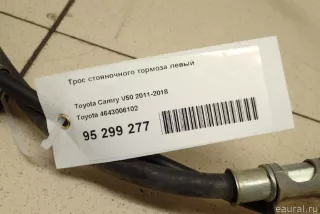 Трос стояночного тормоза левый
Toyota Camry V50 2011-2018
Toyota 4643006102
95 299 277
eaural.ru/